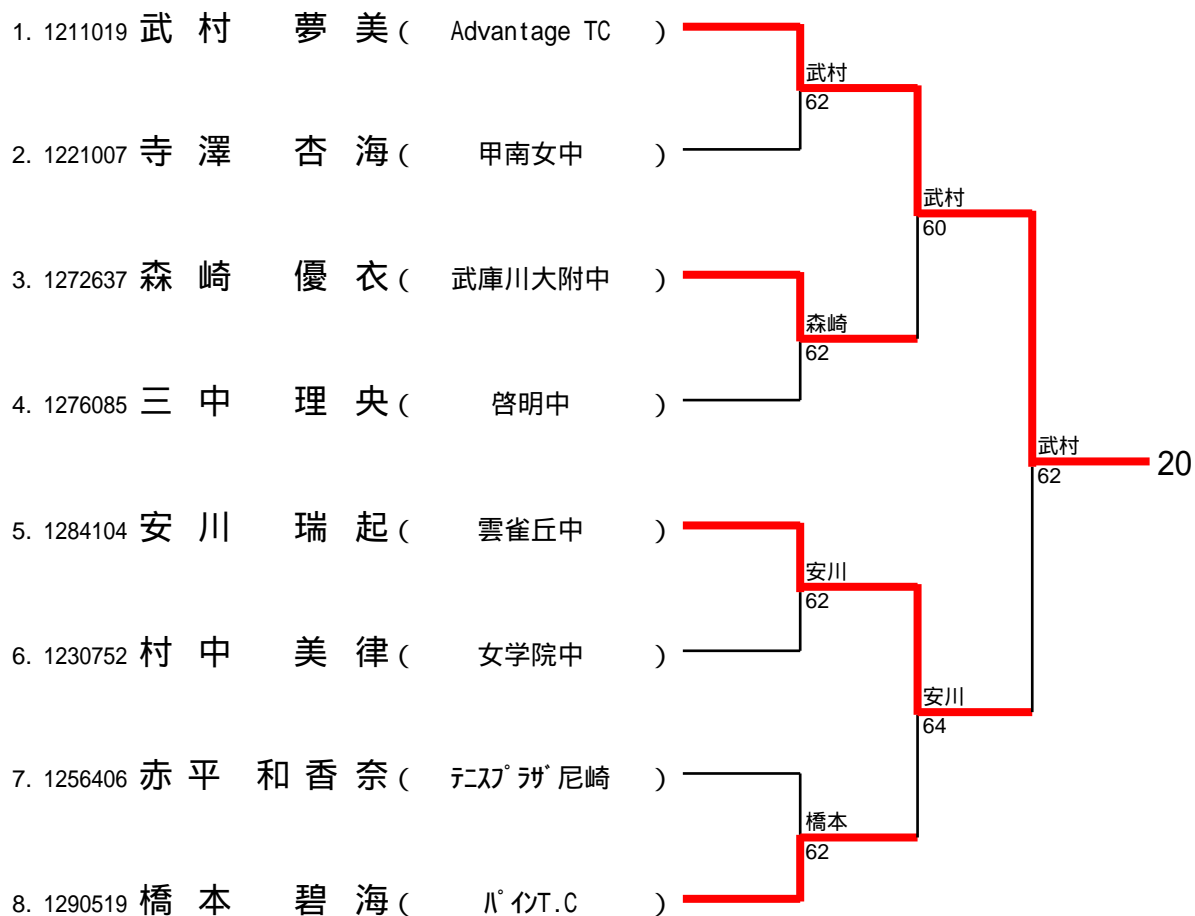 1. 1211019 武村 夢美 ( Advantage TC )
武村
62
2. 1221007 寺澤 杏海 ( 甲南女中 )
武村
60
3. 1272637 森崎 優衣 ( 武庫川大附中 )
森崎
62
4. 1276085 三中 理央 ( 啓明中 )
武村
62
20
5. 1284104 安川 瑞起 ( 雲雀丘中 )
安川
62
6. 1230752 村中 美律 ( 女学院中 )
安川
64
7. 1256406 赤平 和香奈 ( ﾃﾆｽﾌﾟﾗｻﾞ尼崎 )
橋本
62
8. 1290519 橋本 碧海 ( ﾊﾟｲﾝT.C )